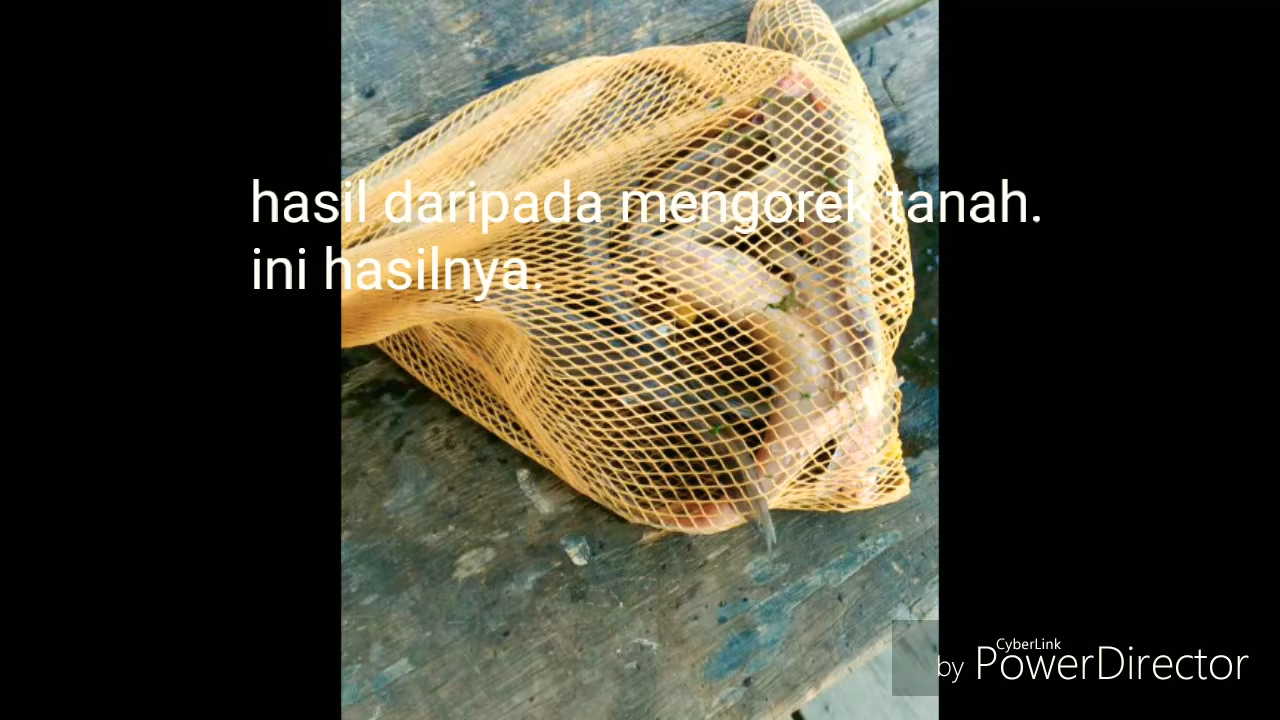 hasil daripada mengorek tanah.
ini hasilnya.
CyberLink
by PowerDirector